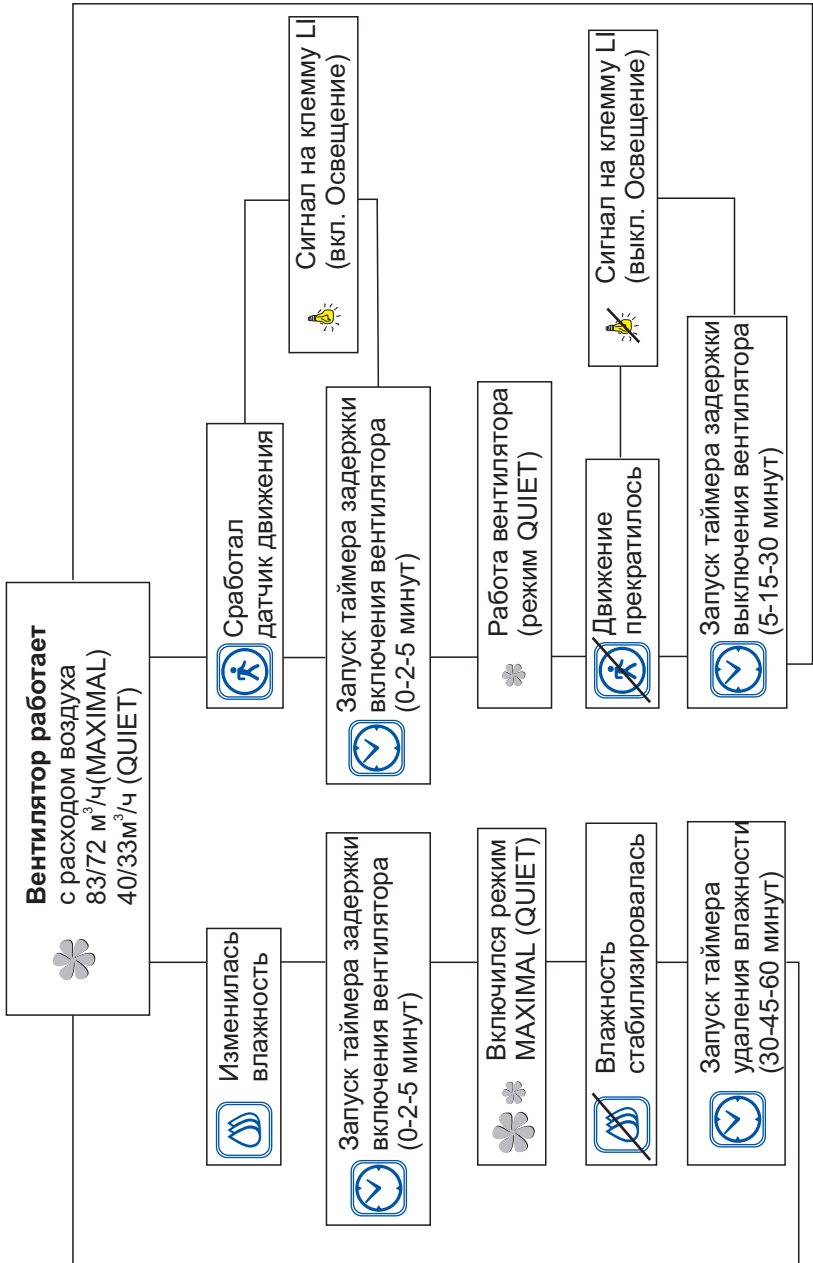 Вентилятор работает
с расходом воздуха
83/72 м³/ч(MAXIMAL)
40/33м³/ч (QUIET)
Изменилась
влажность
Запуск таймера задержки
включения вентилятора
(0-2-5 минут)
Включился режим
MAXIMAL (QUIET)
Влажность
стабилизировалась
Запуск таймера
удаления влажности
(30-45-60 минут)
Сработал
датчик движения
Сигнал на клемму LI
(вкл. Освещение)
Запуск таймера задержки
включения вентилятора
(0-2-5 минут)
Работа вентилятора
(режим QUIET)
Движение
прекратилось
Сигнал на клемму LI
(выкл. Освещение)
Запуск таймера задержки
выключения вентилятора
(5-15-30 минут)